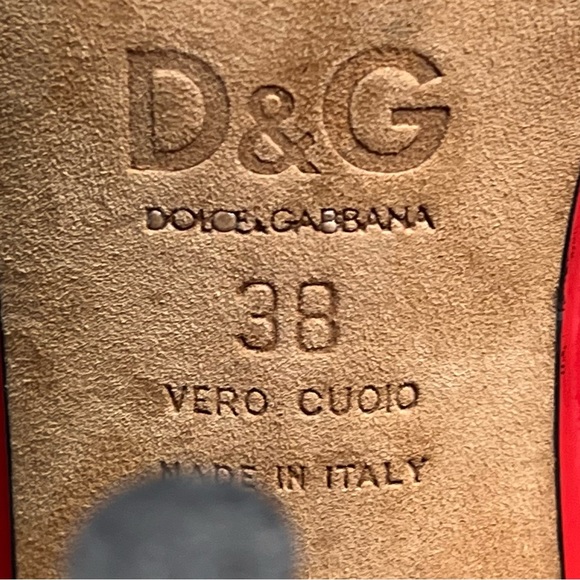 D&G
DOLCE&GABBANA
38
VERO CUOIO
MADE IN ITALY